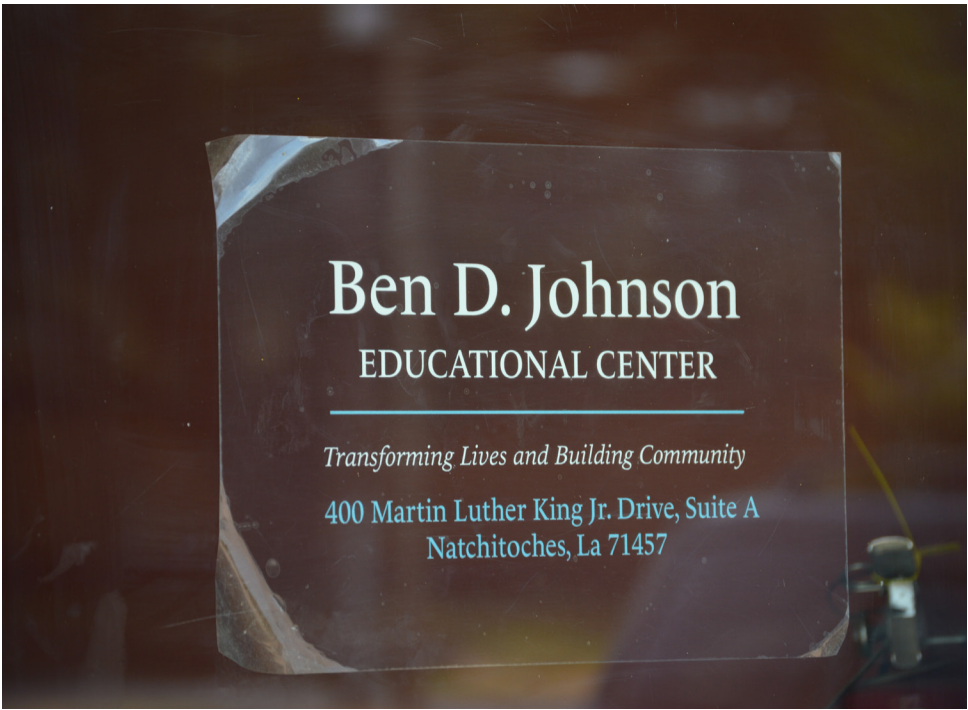 Ben D. Johnson
EDUCATIONAL CENTER
Transforming Lives and Building Community
400 Martin Luther King Jr. Drive, Suite A
Natchitoches, La 71457